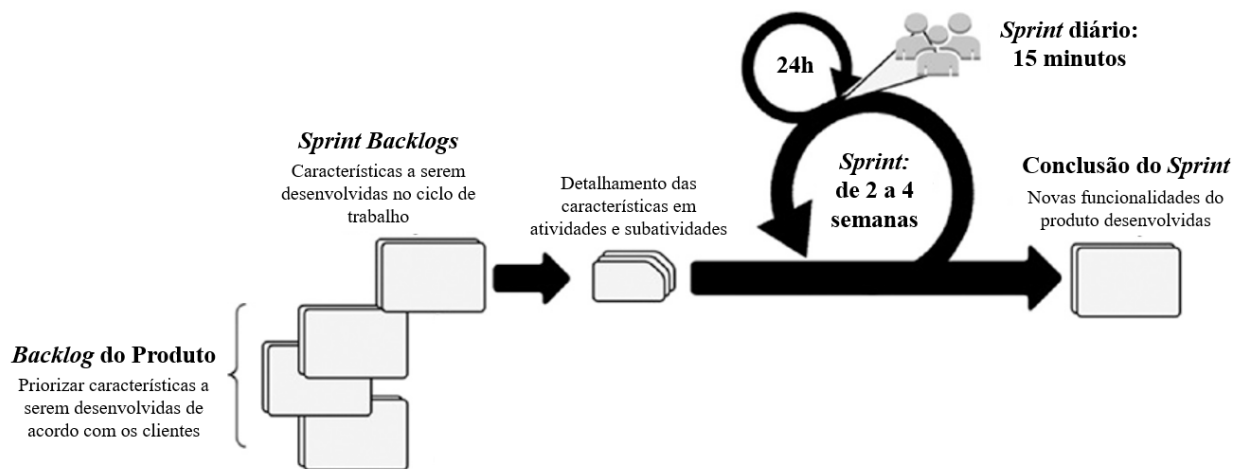 Sprint diário:
15 minutos
24h
Sprint Backlogs
Características a serem
desenvolvidas no ciclo de
trabalho
Detalhamento das
características em
atividades e subatividades
Sprint:
de 2 a 4
semanas
Conclusão do Sprint
Novas funcionalidades do
produto desenvolvidas
Backlog do Produto
Priorizar características a
serem desenvolvidas de
acordo com os clientes